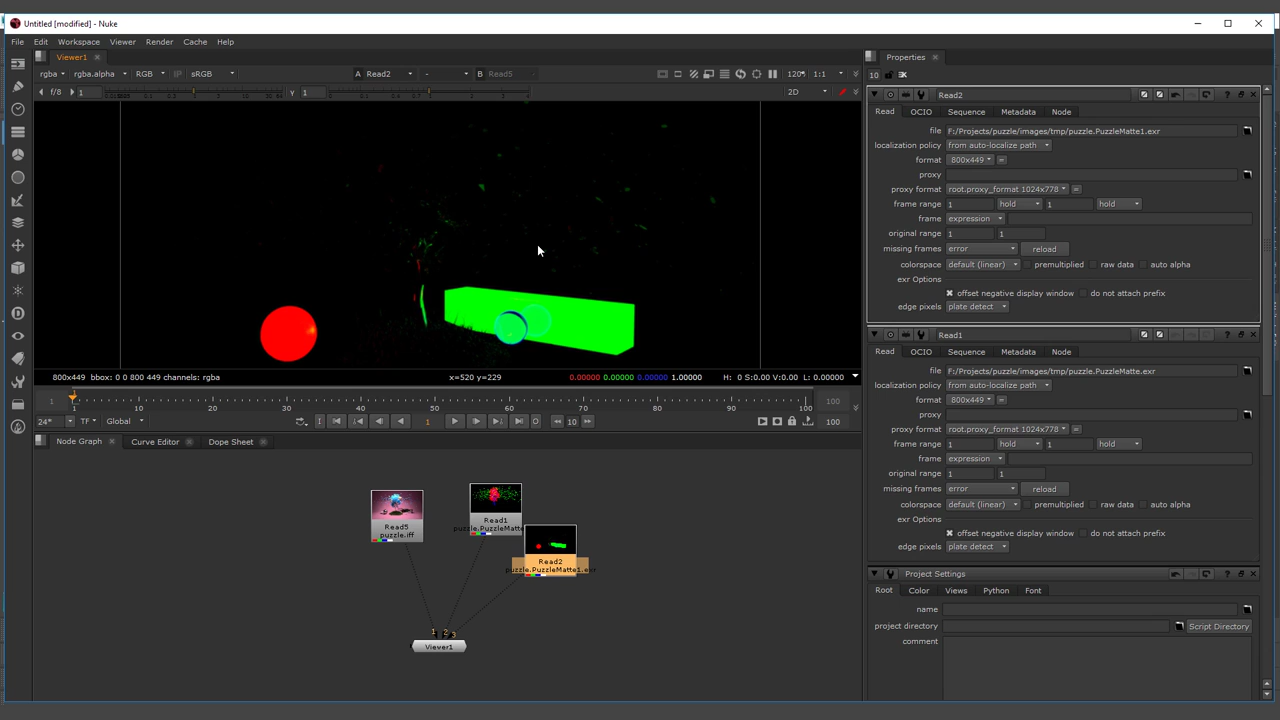 Untitled [modified] - Nuke
File Edit Workspace Viewer Render Cache Help
Viewer1
rgba rgba.alpha RGB IP sRGB A Read2 - B Read5 120% 1:1
f/8 1 Y 1 2D
800x449 bbox: 0 0 800 449 channels: rgba x=520 y=229 0.00000 0.00000 0.00000 1.00000 H: 0 S:0.00 V:0.00 L: 0.00000
1 1 10 20 30 40 50 60 70 80 90 100 100
24* TF Global 1 10 100
Node Graph Curve Editor Dope Sheet
Read5
puzzle.iff
Read1
puzzle.PuzzleMatte
Read2
puzzle.PuzzleMatte1.exr
1 2 3
Viewer1
Properties
10
Read2
Read OCIO Sequence Metadata Node
file F:/Projects/puzzle/images/tmp/puzzle.PuzzleMatte1.exr
localization policy from auto-localize path
format 800x449 =
proxy
proxy format root.proxy_format 1024x778 =
frame range 1 hold 1 hold
frame expression
original range 1 1
missing frames error reload
colorspace default (linear) premultiplied raw data auto alpha
exr Options
offset negative display window do not attach prefix
edge pixels plate detect
Read1
Read OCIO Sequence Metadata Node
file F:/Projects/puzzle/images/tmp/puzzle.PuzzleMatte.exr
localization policy from auto-localize path
format 800x449 =
proxy
proxy format root.proxy_format 1024x778 =
frame range 1 hold 1 hold
frame expression
original range 1 1
missing frames error reload
colorspace default (linear) premultiplied raw data auto alpha
exr Options
offset negative display window do not attach prefix
edge pixels plate detect
Project Settings
Root Color Views Python Font
name
project directory Script Directory
comment